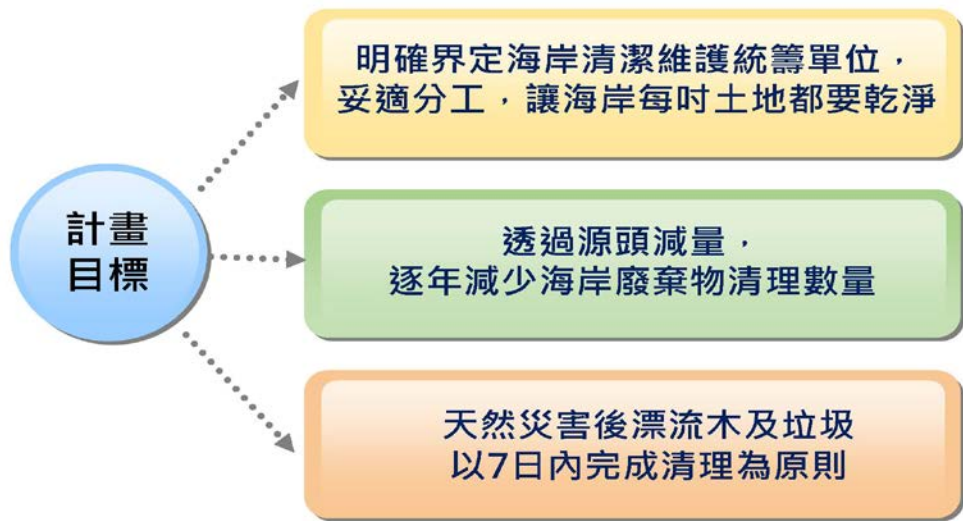 計畫
目標
明確界定海岸清潔維護統籌單位，
妥適分工，讓海岸每吋土地都要乾淨
透過源頭減量，
逐年減少海岸廢棄物清理數量
天然災害後漂流木及垃圾
以7日內完成清理為原則